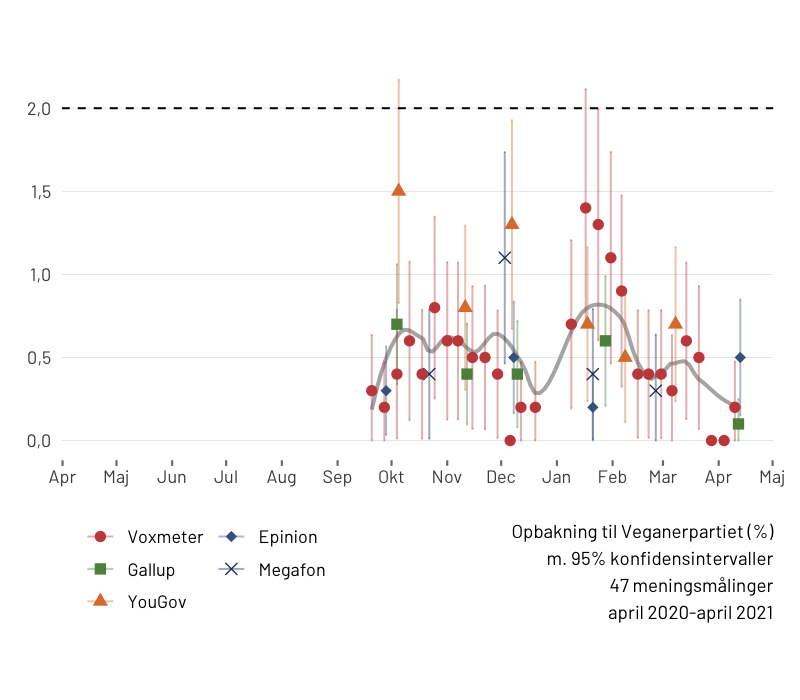 2,0
1,5
1,0
0,5
0,0
Apr Maj Jun Jul Aug Sep Okt Nov Dec Jan Feb Mar Apr Maj
Voxmeter Epinion
Gallup Megafon
YouGov
Opbakning til Veganerpartiet (%)
m. 95% konfidensintervaller
47 meningsmålinger
april 2020-april 2021